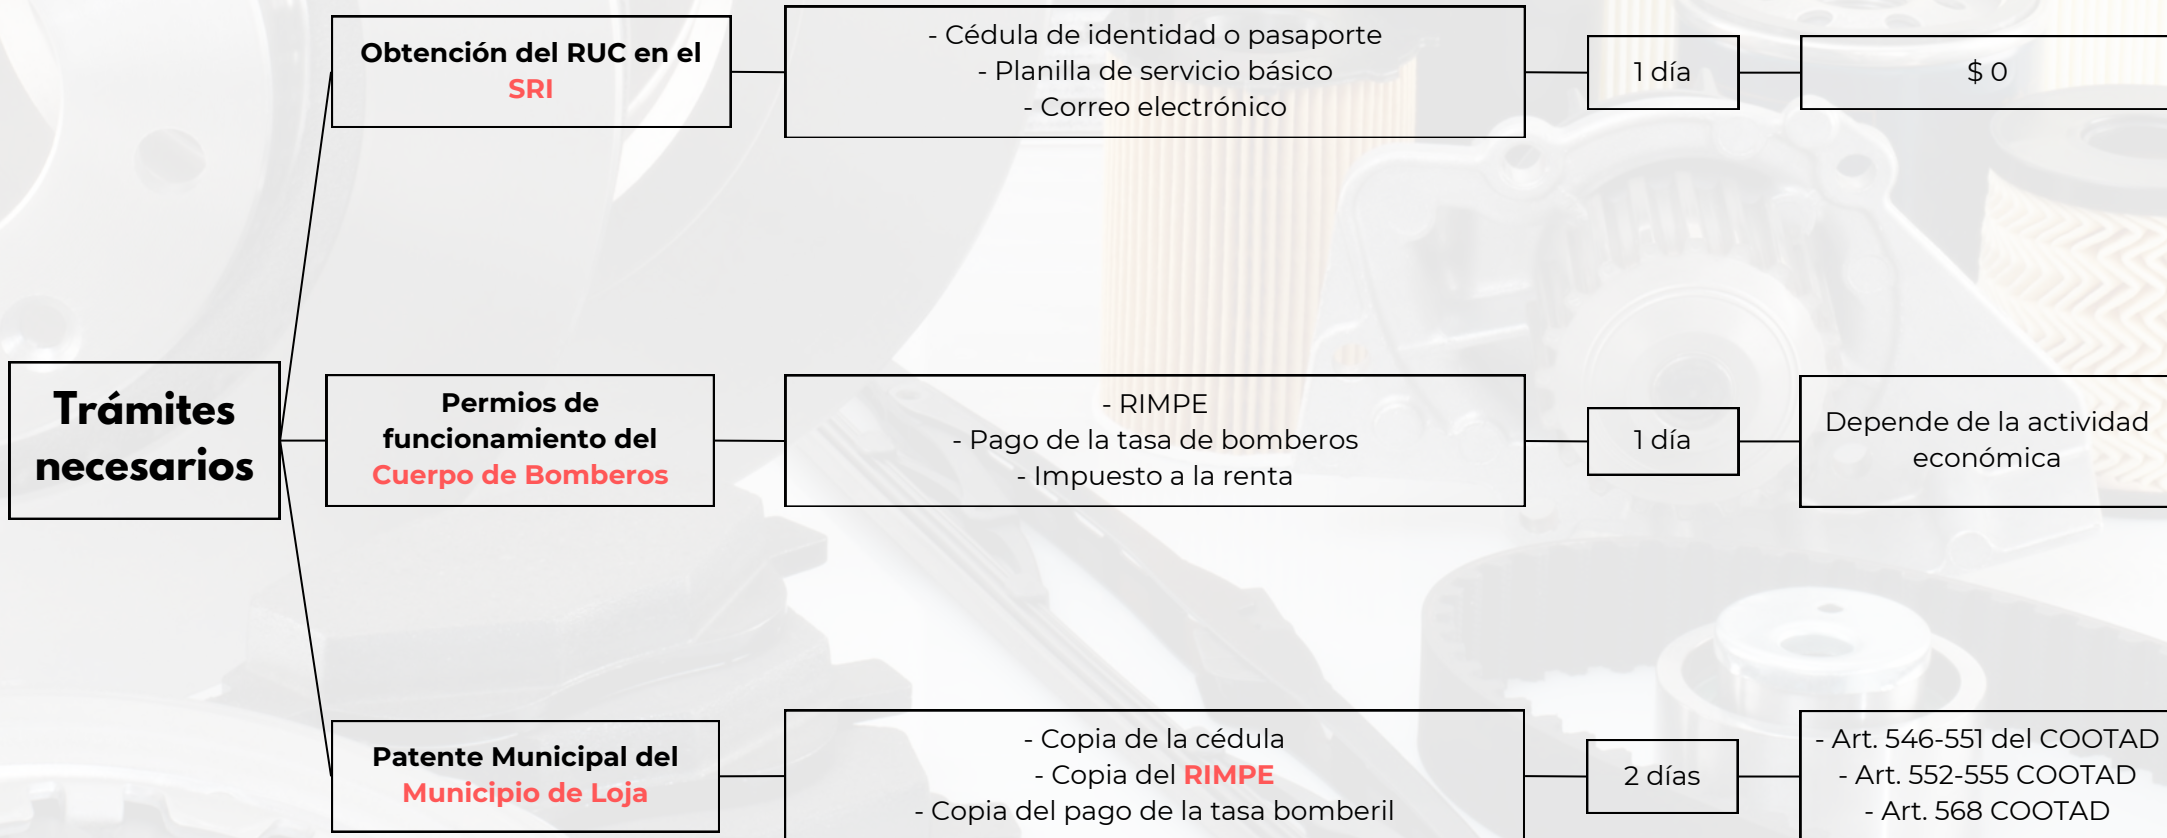 Trámites
necesarios
Obtención del RUC en el
SRI
- Cédula de identidad o pasaporte
- Planilla de servicio básico
- Correo electrónico
1 día
$ 0
Permios de
funcionamiento del
Cuerpo de Bomberos
- RIMPE
- Pago de la tasa de bomberos
- Impuesto a la renta
1 día
Depende de la actividad
económica
Patente Municipal del
Municipio de Loja
- Copia de la cédula
- Copia del RIMPE
- Copia del pago de la tasa bomberil
2 días
- Art. 546-551 del COOTAD
- Art. 552-555 COOTAD
- Art. 568 COOTAD